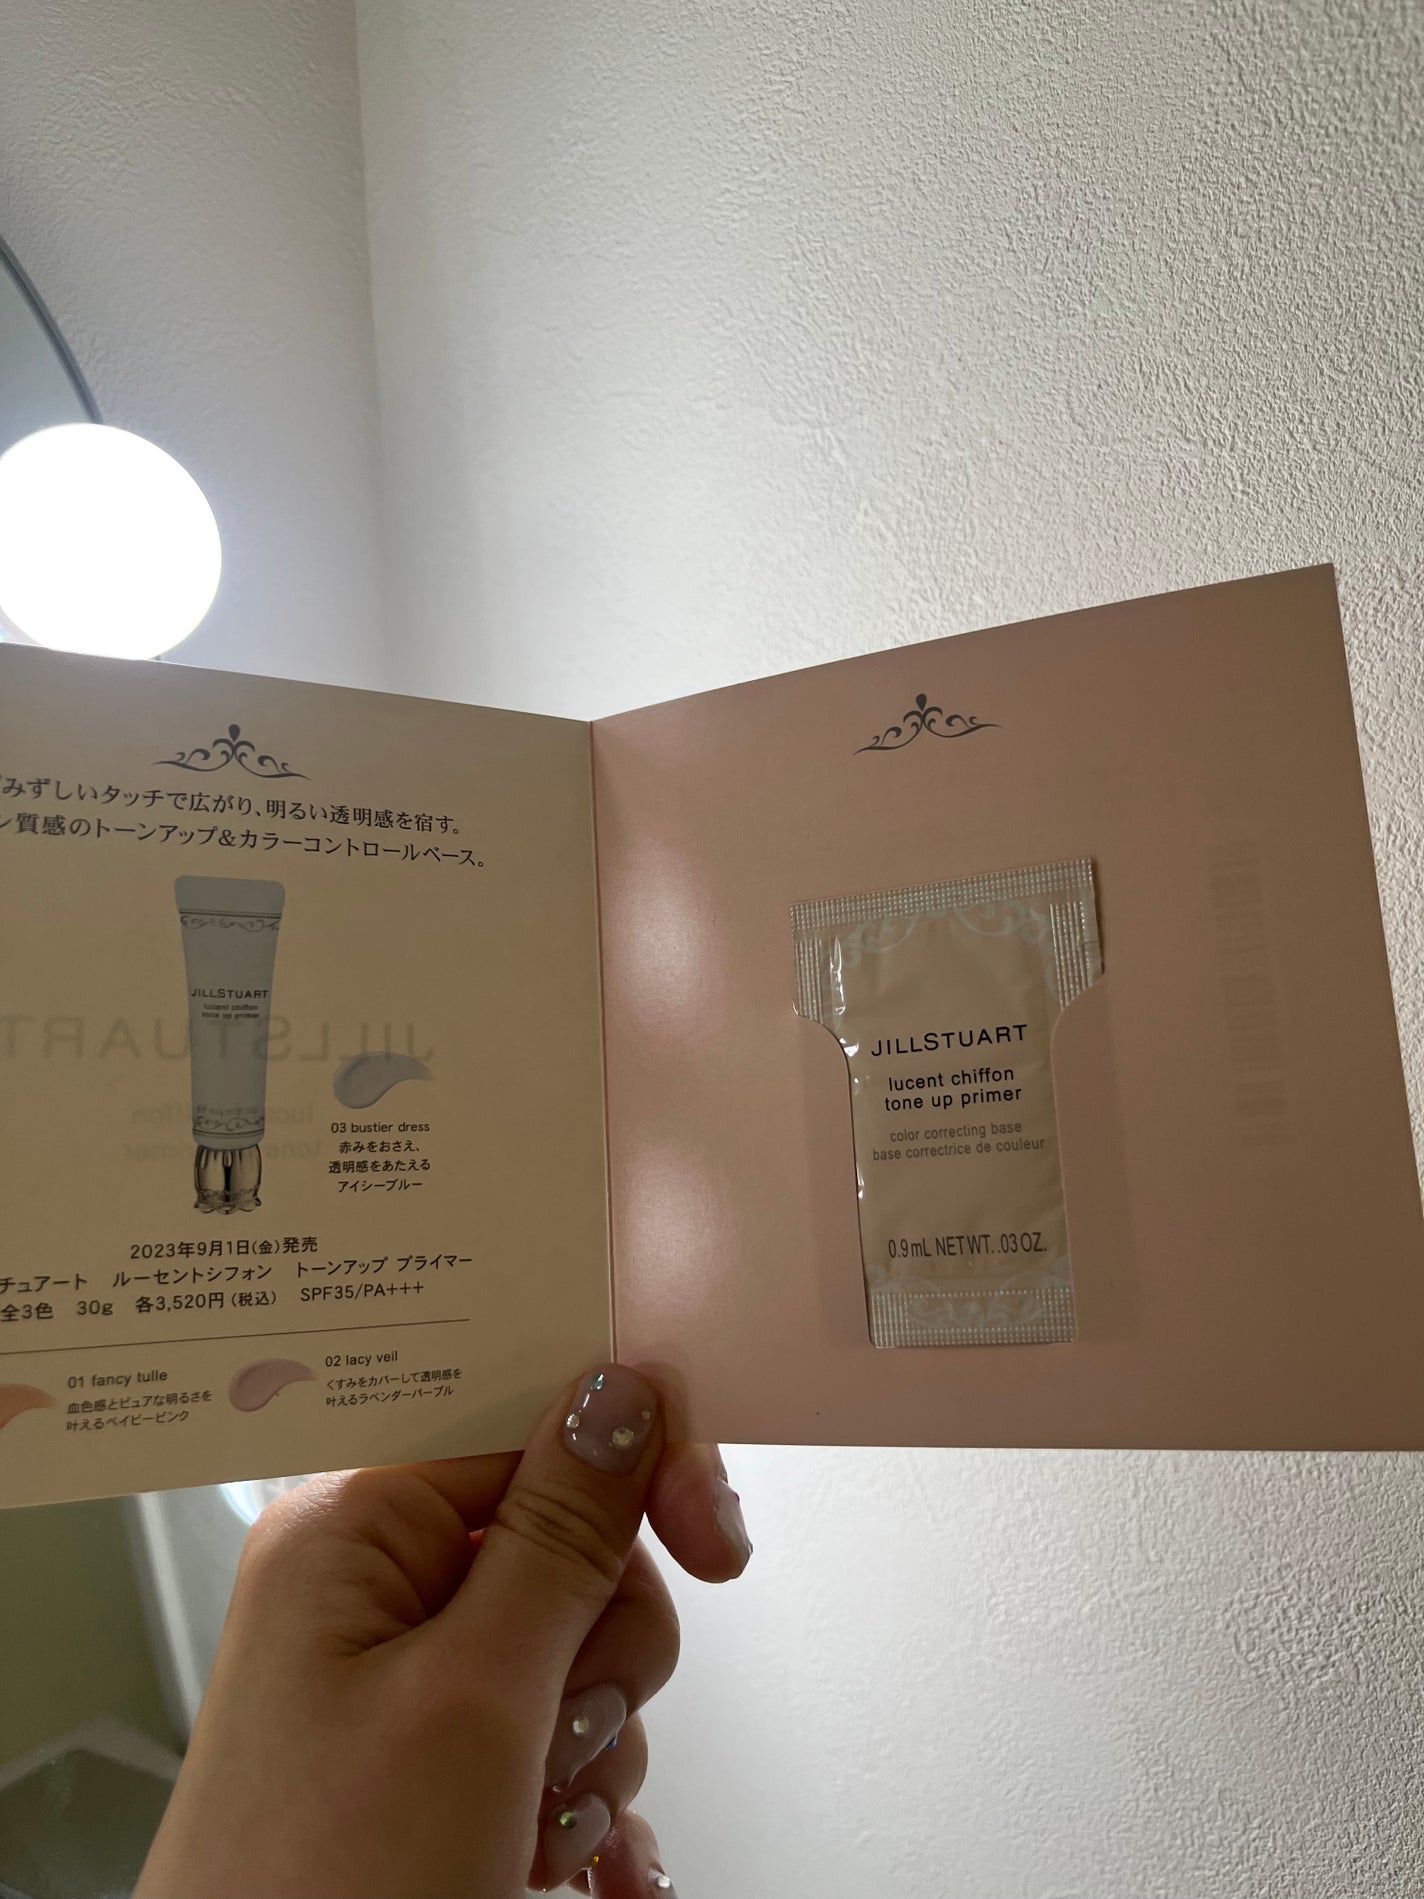 みずしいタッチで広がり、明るい透明感を宿す。
ン質感のトーンアップ&カラーコントロールベース。
JILLSTUART
lucent chiffon
tone up primer
03 bustier dress
赤みをおさえ、
透明感をあたえる
アイシーブルー
2023年9月1日(金)発売
チュアート ルーセントシフォン トーンアップ プライマー
全3色 30g 各3,520円(税込) SPF35/PA+++
01 fancy tulle
血色感とピュアな明るさを
叶えるベイビーピンク
02 lacy veil
くすみをカバーして透明感を
叶えるラベンダーパープル
JILLSTUART
lucent chiffon
tone up primer
color correcting base
base correctrice de couleur
0.9mL NET WT. .03 OZ.